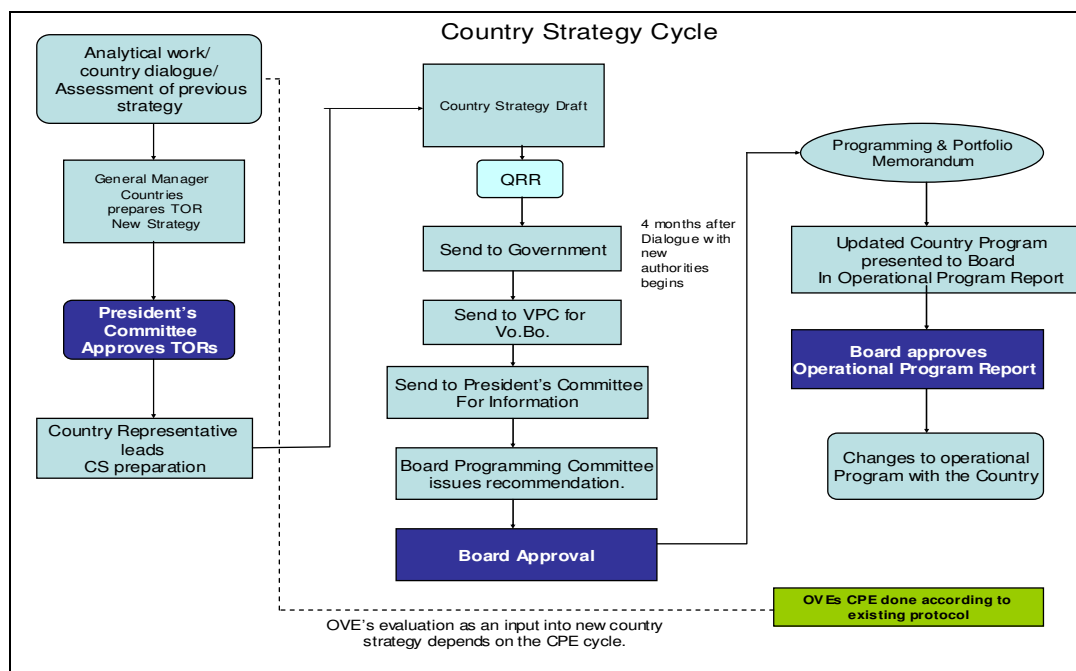 Country Strategy Cycle
Analytical work/
country dialogue/
Assessment of previous
strategy
General Manager
Countries
prepares TOR
New Strategy
President's
Committee
Approves TORs
Country Representative
leads
CS preparation
Country Strategy Draft
QRR
Send to Government
4 months after
Dialogue with
new
authorities
begins
Send to VPC for
Vo.Bo.
Send to President's Committee
For Information
Board Programming Committee
issues recommendation.
Board Approval
Programming & Portfolio
Memorandum
Updated Country Program
presented to Board
In Operational Program Report
Board approves
Operational Program Report
Changes to operational
Program with the Country
OVEs CPE done according to
existing protocol
OVE's evaluation as an input into new country
strategy depends on the CPE cycle.